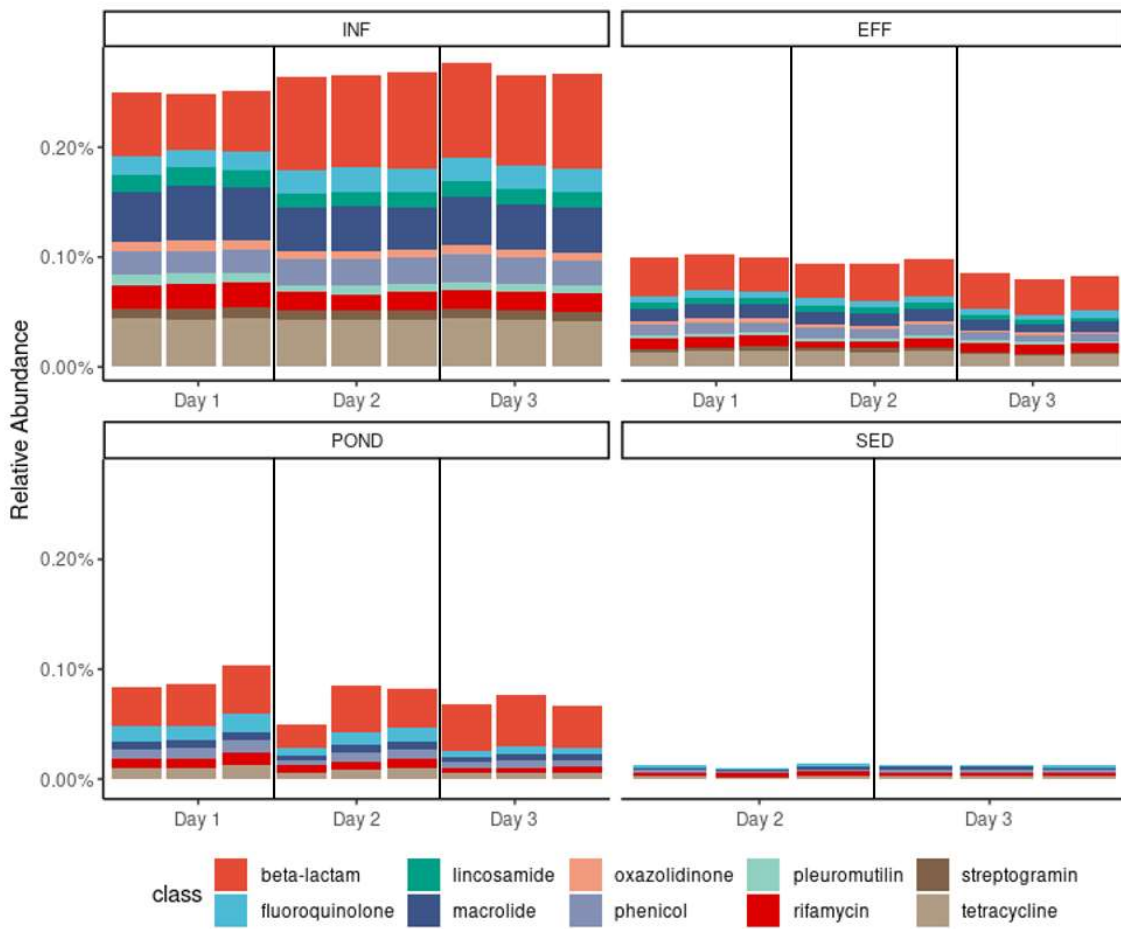 INF
EFF
0.20%
0.10%
0.00%
Day 1
Day 2
Day 3
Day 1
Day 2
Day 3
Relative Abundance
POND
SED
0.20%
0.10%
0.00%
Day 1
Day 2
Day 3
Day 2
Day 3
class
beta-lactam
lincosamide
oxazolidinone
pleuromutilin
streptogramin
fluoroquinolone
macrolide
phenicol
rifamycin
tetracycline